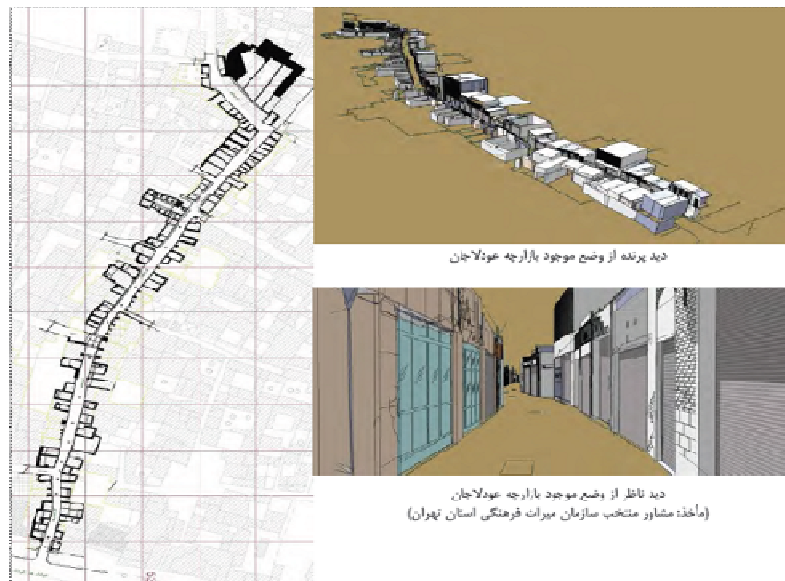 دید پرنده از وضع موجود بازارچه عودلاجان
دید ناظر از وضع موجود بازارچه عودلاجان
(مأخذ: مشاور منتخب سازمان میراث فرهنگی استان تهران)